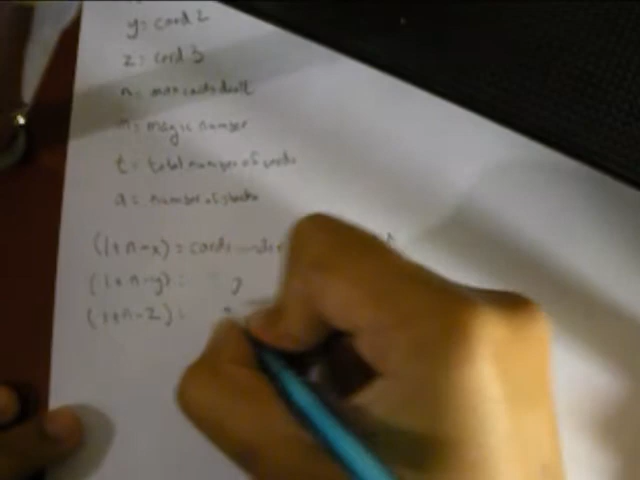 y = card 2
z = card 3
n = max cards dealt
= magic number
t = total number of cards
a = number of stacks
(1+n-x) = cards under
(1+n-y) =
(1+n-z) =